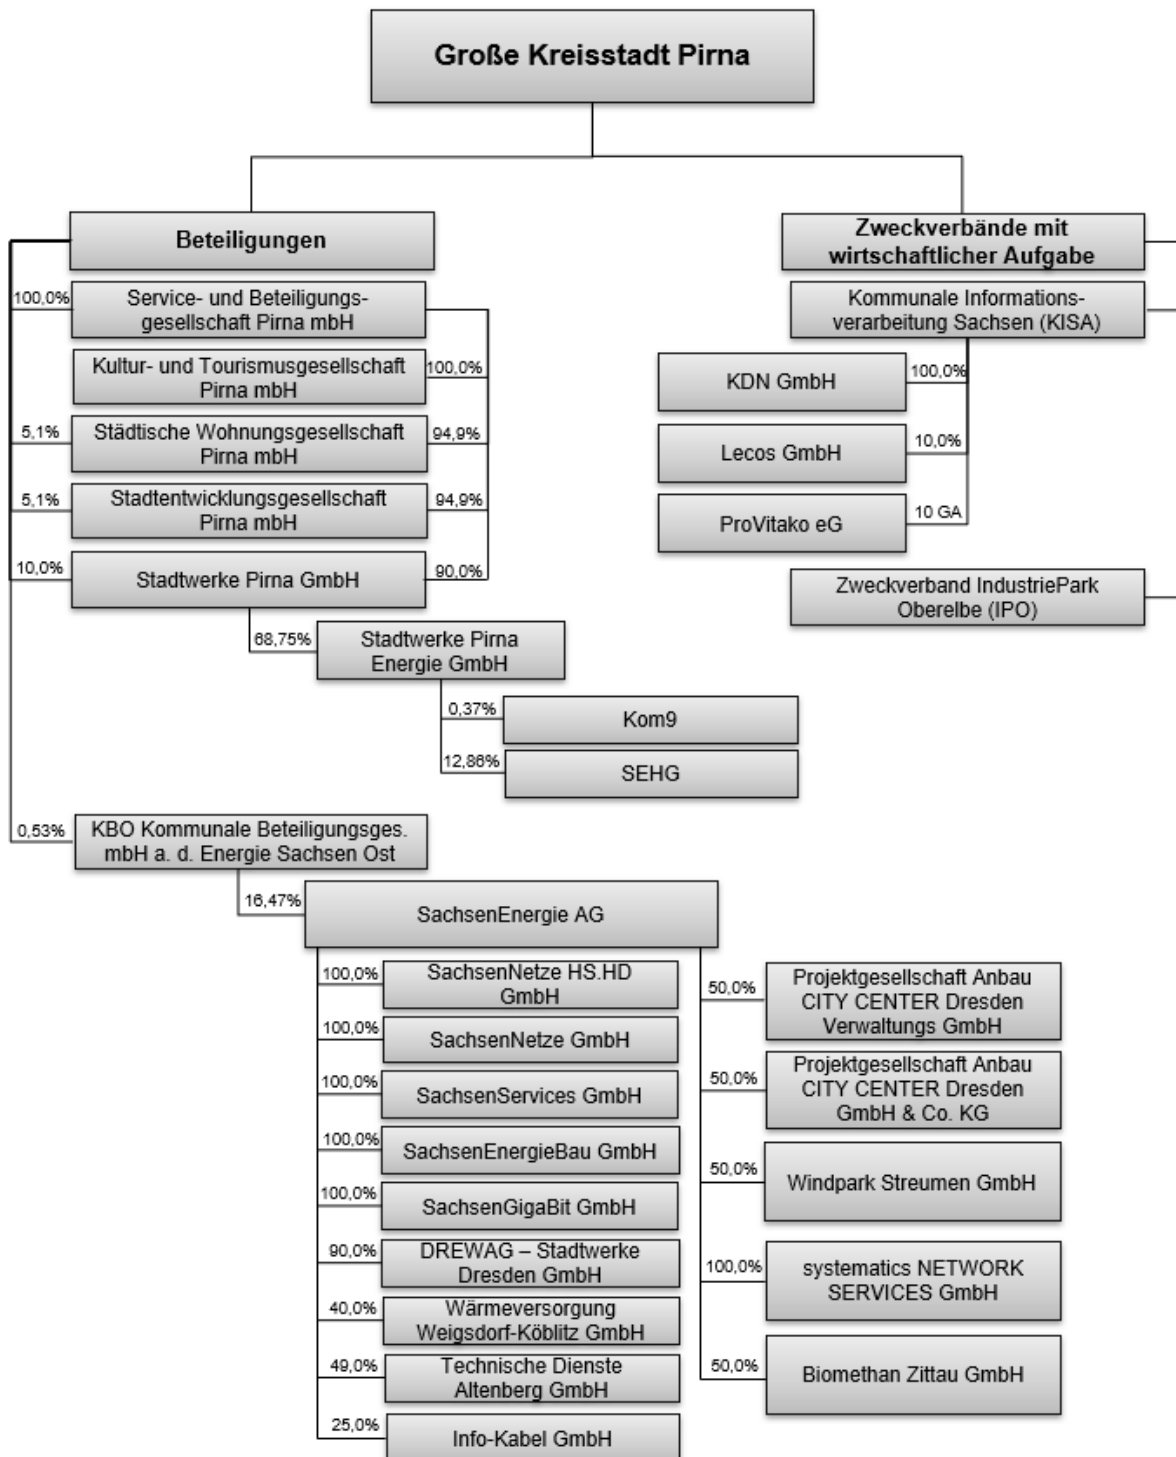 Große Kreisstadt Pirna
Beteiligungen
100,0%
Service- und Beteiligungs-
gesellschaft Pirna mbH
Kultur- und Tourismusgesellschaft
Pirna mbH
100,0%
5,1%
Städtische Wohnungsgesellschaft
Pirna mbH
94,9%
5,1%
Stadtentwicklungsgesellschaft
Pirna mbH
94,9%
10,0%
Stadtwerke Pirna GmbH
90,0%
68,75%
Stadtwerke Pirna
Energie GmbH
0,37%
Kom9
12,86%
SEHG
0,53%
KBO Kommunale Beteiligungsges.
mbH a. d. Energie Sachsen Ost
16,47%
SachsenEnergie AG
100,0%
SachsenNetze HS.HD
GmbH
100,0%
SachsenNetze GmbH
100,0%
SachsenServices GmbH
100,0%
SachsenEnergieBau GmbH
100,0%
SachsenGigaBit GmbH
90,0%
DREWAG – Stadtwerke
Dresden GmbH
40,0%
Wärmeversorgung
Weigsdorf-Köblitz GmbH
49,0%
Technische Dienste
Altenberg GmbH
25,0%
Info-Kabel GmbH
50,0%
Projektgesellschaft Anbau
CITY CENTER Dresden
Verwaltungs GmbH
50,0%
Projektgesellschaft Anbau
CITY CENTER Dresden
GmbH & Co. KG
50,0%
Windpark Streumen GmbH
100,0%
systematics NETWORK
SERVICES GmbH
50,0%
Biomethan Zittau GmbH
Zweckverbände mit
wirtschaftlicher Aufgabe
Kommunale Informations-
verarbeitung Sachsen (KISA)
KDN GmbH
100,0%
Lecos GmbH
10,0%
ProVitako eG
10 GA
Zweckverband IndustriePark
Oberelbe (IPO)